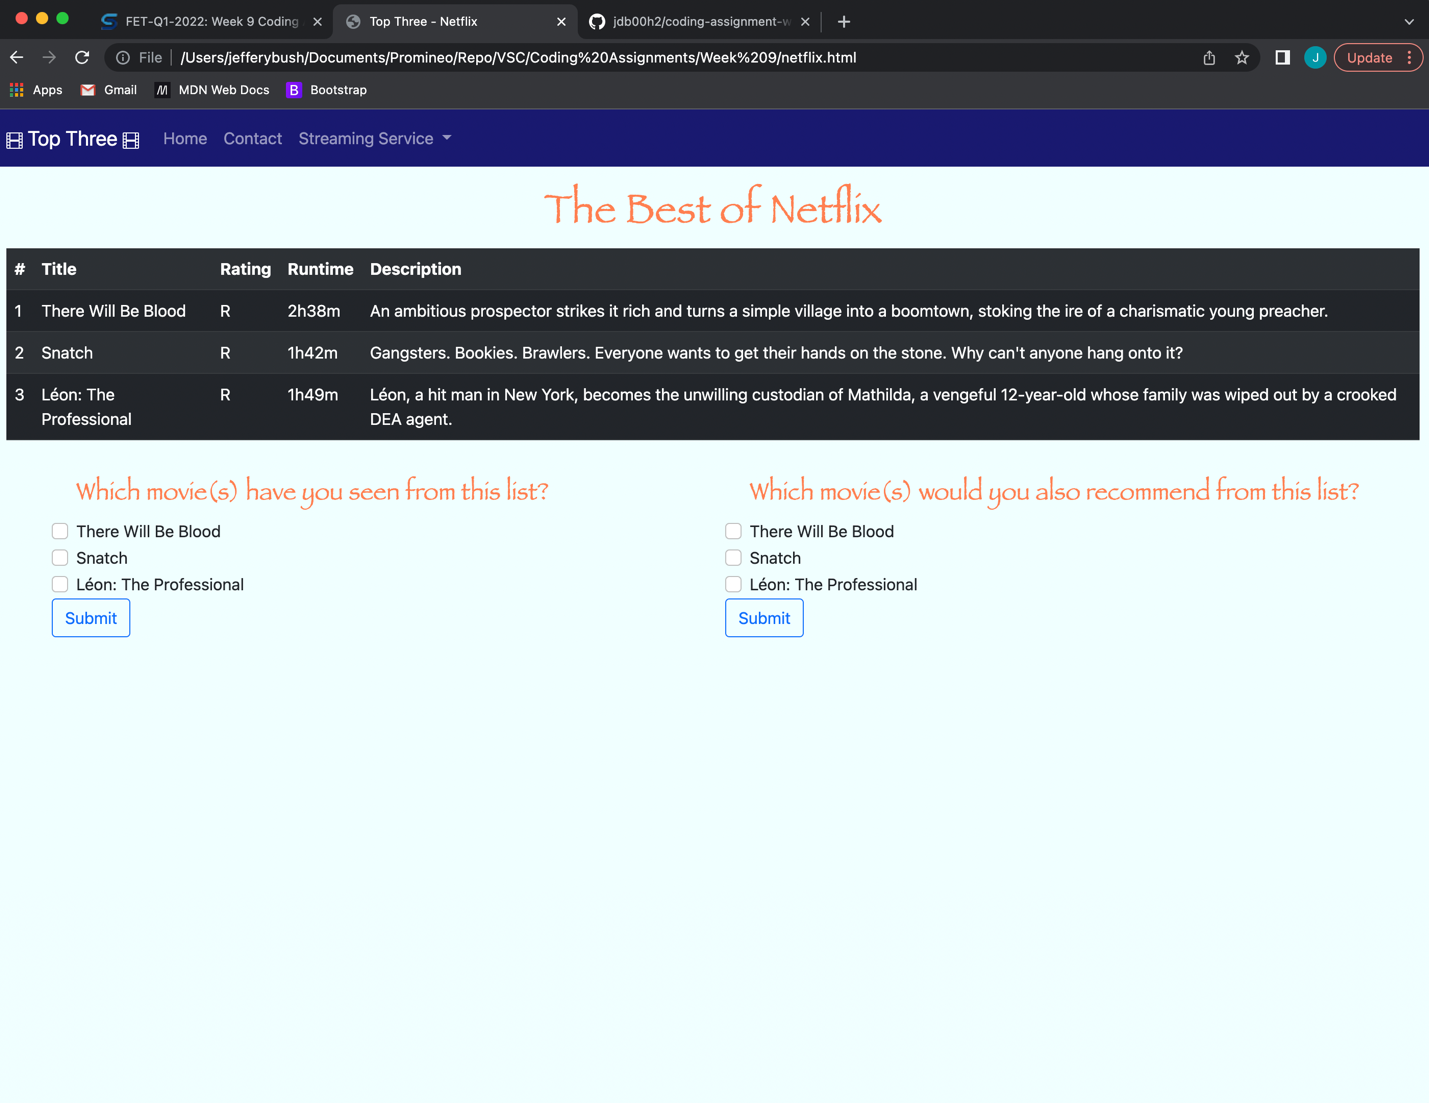 FET-Q1-2022: Week 9 Coding
Top Three - Netflix
jdb00h2/coding-assignment-w
File /Users/jefferybush/Documents/Promineo/Repo/VSC/Coding%20Assignments/Week%209/netflix.html
J
Update
Apps Gmail MDN Web Docs B Bootstrap
Top Three Home Contact Streaming Service
The Best of Netflix
# Title Rating Runtime Description
1 There Will Be Blood R 2h38m An ambitious prospector strikes it rich and turns a simple village into a boomtown, stoking the ire of a charismatic young preacher.
2 Snatch R 1h42m Gangsters. Bookies. Brawlers. Everyone wants to get their hands on the stone. Why can't anyone hang onto it?
3 Léon: The R 1h49m Léon, a hit man in New York, becomes the unwilling custodian of Mathilda, a vengeful 12-year-old whose family was wiped out by a crooked
Professional DEA agent.
Which movie(s) have you seen from this list?
There Will Be Blood
Snatch
Léon: The Professional
Submit
Which movie(s) would you also recommend from this list?
There Will Be Blood
Snatch
Léon: The Professional
Submit